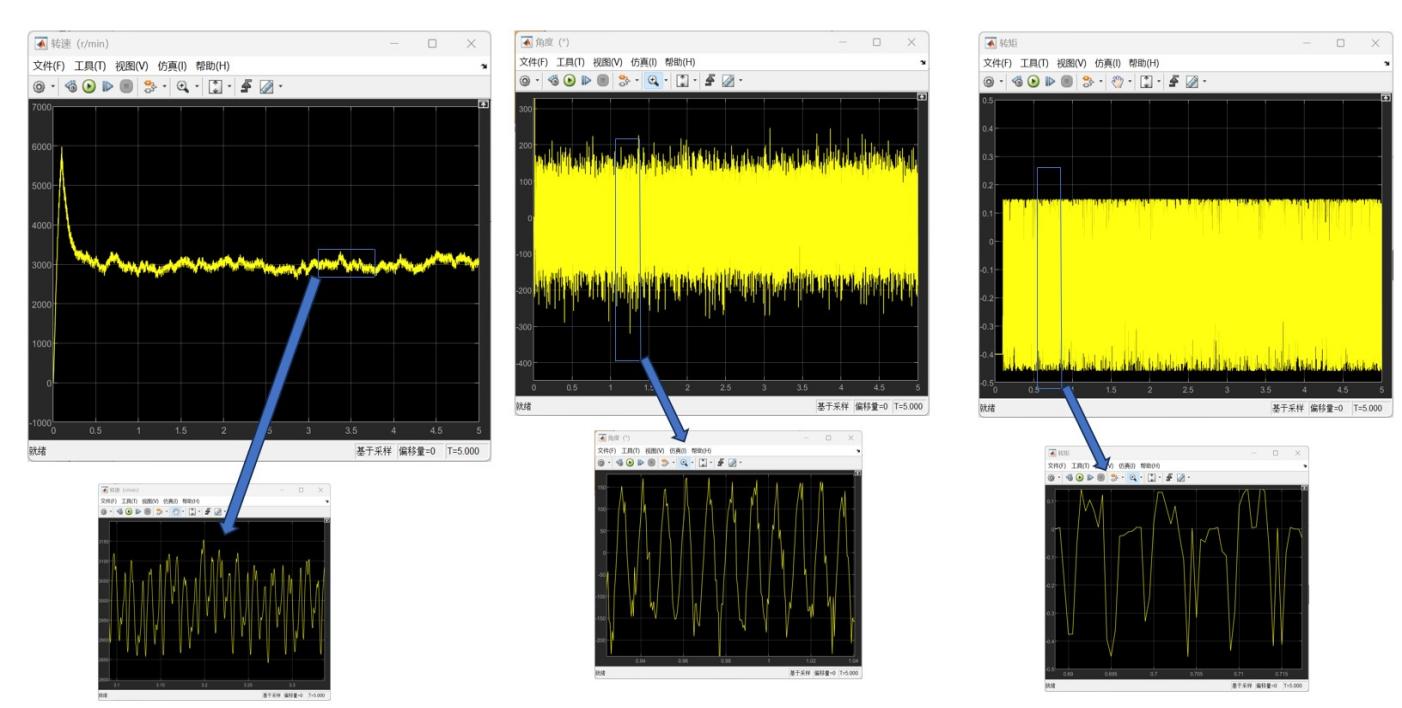 转速 (r/min)
文件(F) 工具(T) 视图(V) 仿真(I) 帮助(H)
7000
6000
5000
4000
3000
2000
1000
0
-1000
0 0.5 1 1.5 2 2.5 3 3.5 4 4.5 5
就绪
基于采样 偏移量=0 T=5.000
角度 (°)
文件(F) 工具(T) 视图(V) 仿真(I) 帮助(H)
300
200
100
0
-100
-200
-300
-400
0 0.5 1 1.5 2 2.5 3 3.5 4 4.5 5
就绪
基于采样 偏移量=0 T=5.000
转矩
文件(F) 工具(T) 视图(V) 仿真(I) 帮助(H)
0.5
0.4
0.3
0.2
0.1
0
-0.1
-0.2
-0.3
-0.4
-0.5
0 0.5 1 1.5 2 2.5 3 3.5 4 4.5 5
就绪
基于采样 偏移量=0 T=5.000
转速 (r/min)
文件(F) 工具(T) 视图(V) 仿真(I) 帮助(H)
3.1 3.15 3.2 3.25 3.3
就绪
基于采样 偏移量=0 T=5.000
角度 (°)
文件(F) 工具(T) 视图(V) 仿真(I) 帮助(H)
150
100
50
0
-50
-100
-150
-200
0.94 0.96 0.98 1 1.02 1.04
就绪
基于采样 偏移量=0 T=5.000
转矩
文件(F) 工具(T) (V) 仿真(I) 帮助(H)
0.1
0
-0.1
-0.2
-0.3
-0.4
-0.5
0.69 0.695 0.7 0.705 0.71 0.715
就绪
基于采样 偏移量=0 T=5.000